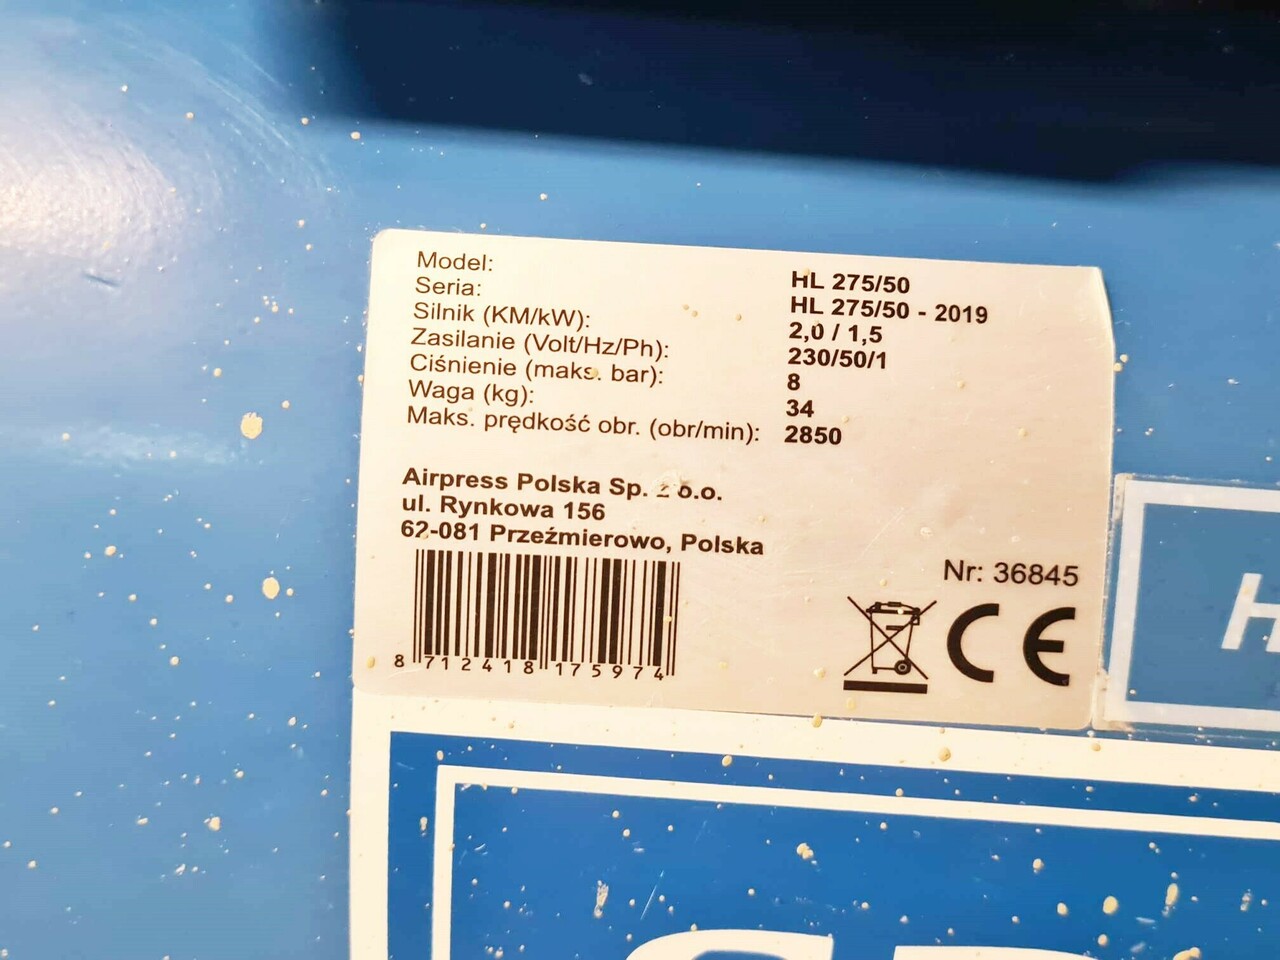 Model: HL 275/50
Seria: HL 275/50 - 2019
Silnik (KM/kW): 2,0 / 1,5
Zasilanie (Volt/Hz/Ph): 230/50/1
Ciśnienie (maks. bar): 8
Waga (kg): 34
Maks. prędkość obr. (obr/min): 2850
Airpress Polska Sp. z o.o.
ul. Rynkowa 156
62-081 Przeźmierowo, Polska
Nr: 36845
8 712418 175974
CE
H